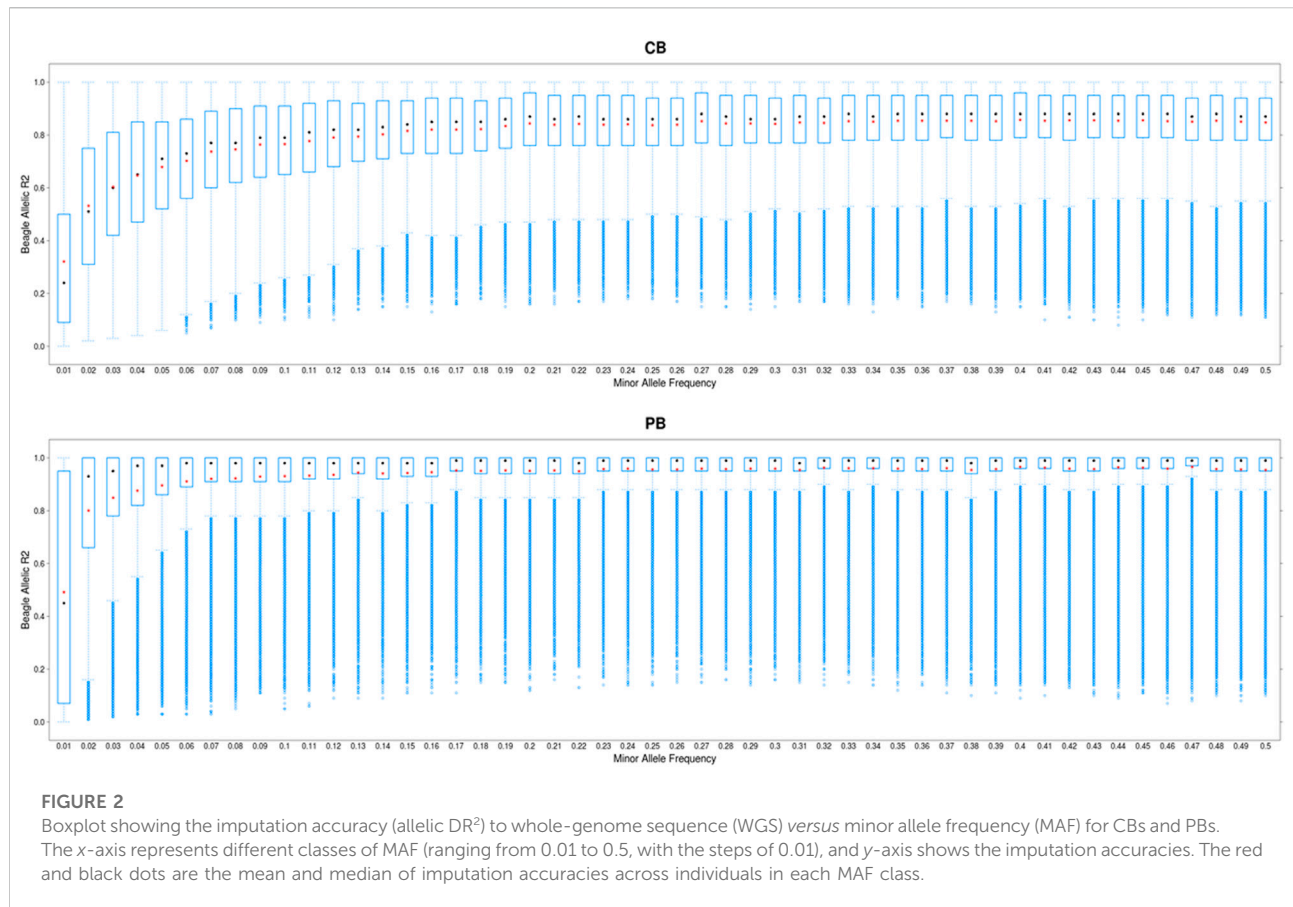 CB
1.0
0.8
0.6
0.4
0.2
0.0
Beagle Allelic R2
0.01 0.02 0.03 0.04 0.05 0.06 0.07 0.08 0.09 0.1 0.11 0.12 0.13 0.14 0.15 0.16 0.17 0.18 0.19 0.2 0.21 0.22 0.23 0.24 0.25 0.26 0.27 0.28 0.29 0.3 0.31 0.32 0.33 0.34 0.35 0.36 0.37 0.38 0.39 0.4 0.41 0.42 0.43 0.44 0.45 0.46 0.47 0.48 0.49 0.5
Minor Allele Frequency
PB
1.0
0.8
0.6
0.4
0.2
0.0
Beagle Allelic R2
0.01 0.02 0.03 0.04 0.05 0.06 0.07 0.08 0.09 0.1 0.11 0.12 0.13 0.14 0.15 0.16 0.17 0.18 0.19 0.2 0.21 0.22 0.23 0.24 0.25 0.26 0.27 0.28 0.29 0.3 0.31 0.32 0.33 0.34 0.35 0.36 0.37 0.38 0.39 0.4 0.41 0.42 0.43 0.44 0.45 0.46 0.47 0.48 0.49 0.5
Minor Allele Frequency
FIGURE 2
Boxplot showing the imputation accuracy (allelic DR²) to whole-genome sequence (WGS) versus minor allele frequency (MAF) for CBs and PBs.
The x-axis represents different classes of MAF (ranging from 0.01 to 0.5, with the steps of 0.01), and y-axis shows the imputation accuracies. The red
and black dots are the mean and median of imputation accuracies across individuals in each MAF class.